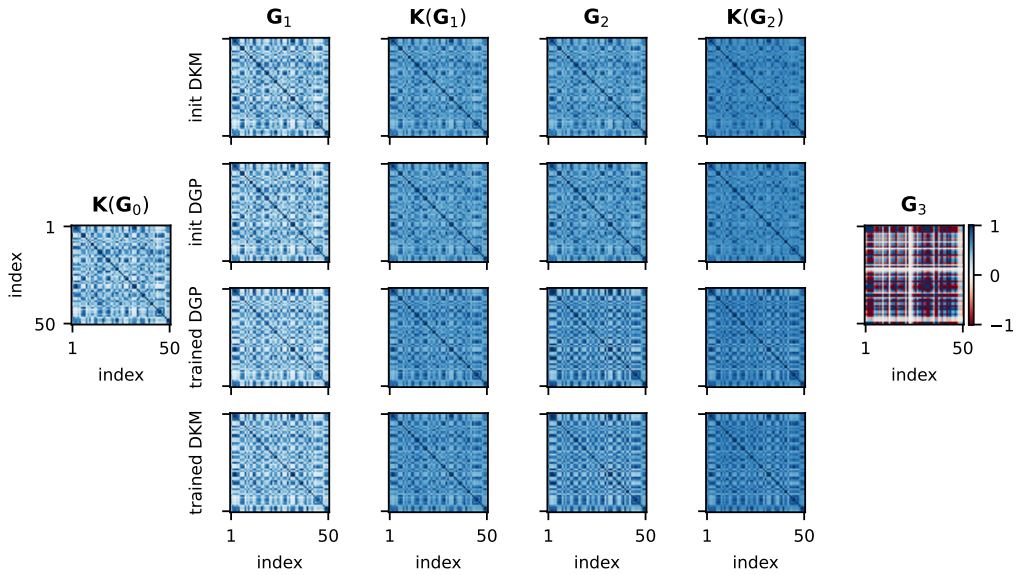 G₁ K(G₁) G₂ K(G₂)
init DKM
init DGP
K(G₀)
1
index
50
1 50
index
trained DGP
trained DKM
1 50 1 50 1 50 1 50
index index index index
G₃
1
0
−1
1 50
index